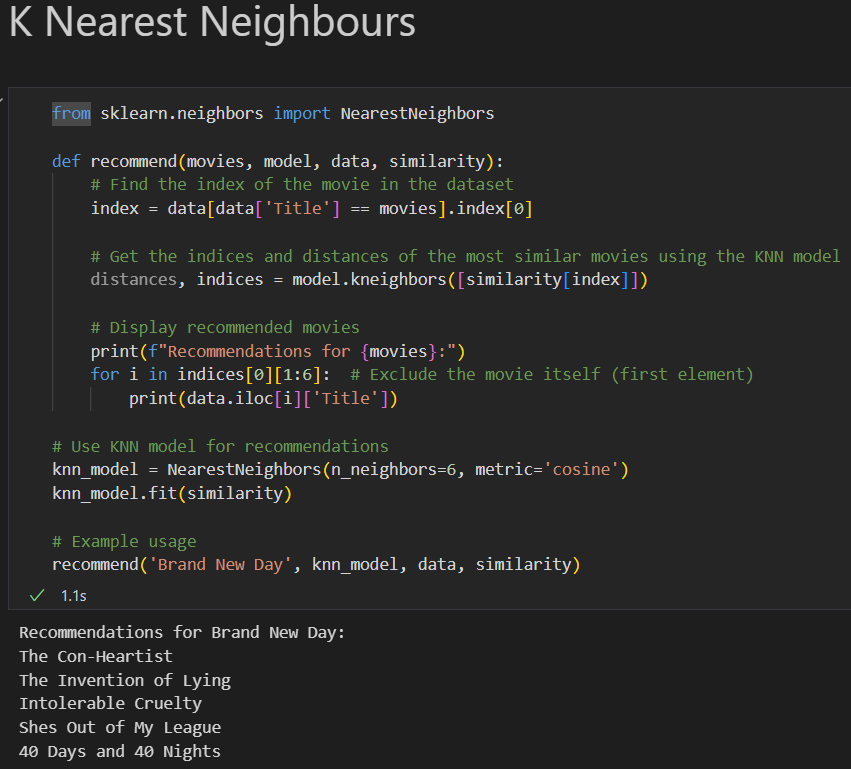 K Nearest Neighbours
from sklearn.neighbors import NearestNeighbors
def recommend(movies, model, data, similarity):
# Find the index of the movie in the dataset
index = data[data['Title'] == movies].index[0]
# Get the indices and distances of the most similar movies using the KNN model
distances, indices = model.kneighbors([similarity[index]])
# Display recommended movies
print(f"Recommendations for {movies}:")
for i in indices[0][1:6]:  # Exclude the movie itself (first element)
print(data.iloc[i]['Title'])
# Use KNN model for recommendations
knn_model = NearestNeighbors(n_neighbors=6, metric='cosine')
knn_model.fit(similarity)
# Example usage
recommend('Brand New Day', knn_model, data, similarity)
1.1s
Recommendations for Brand New Day:
The Con-Heartist
The Invention of Lying
Intolerable Cruelty
Shes Out of My League
40 Days and 40 Nights